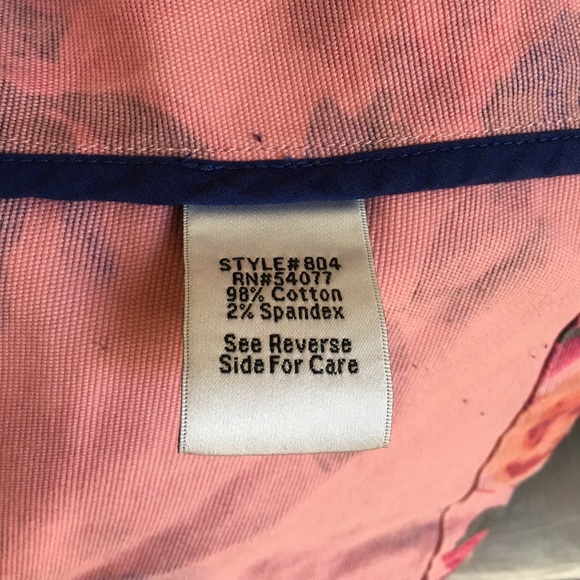 STYLE# 804
RN#54077
98% Cotton
2% Spandex
See Reverse
Side For Care